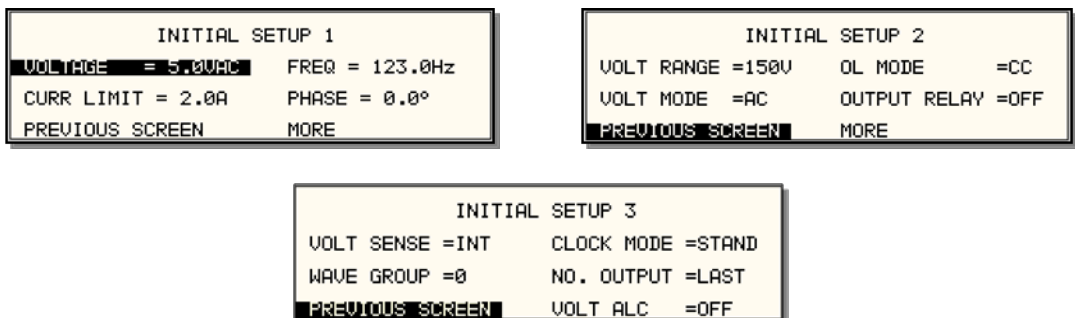 INITIAL SETUP 1
VOLTAGE = 5.0VAC FREQ = 123.0Hz
CURR LIMIT = 2.0A PHASE = 0.0º
PREVIOUS SCREEN MORE
INITIAL SETUP 2
VOLT RANGE =150V OL MODE =CC
VOLT MODE =AC OUTPUT RELAY =OFF
PREVIOUS SCREEN MORE
INITIAL SETUP 3
VOLT SENSE =INT CLOCK MODE =STAND
WAVE GROUP =0 NO. OUTPUT =LAST
PREVIOUS SCREEN VOLT ALC =OFF